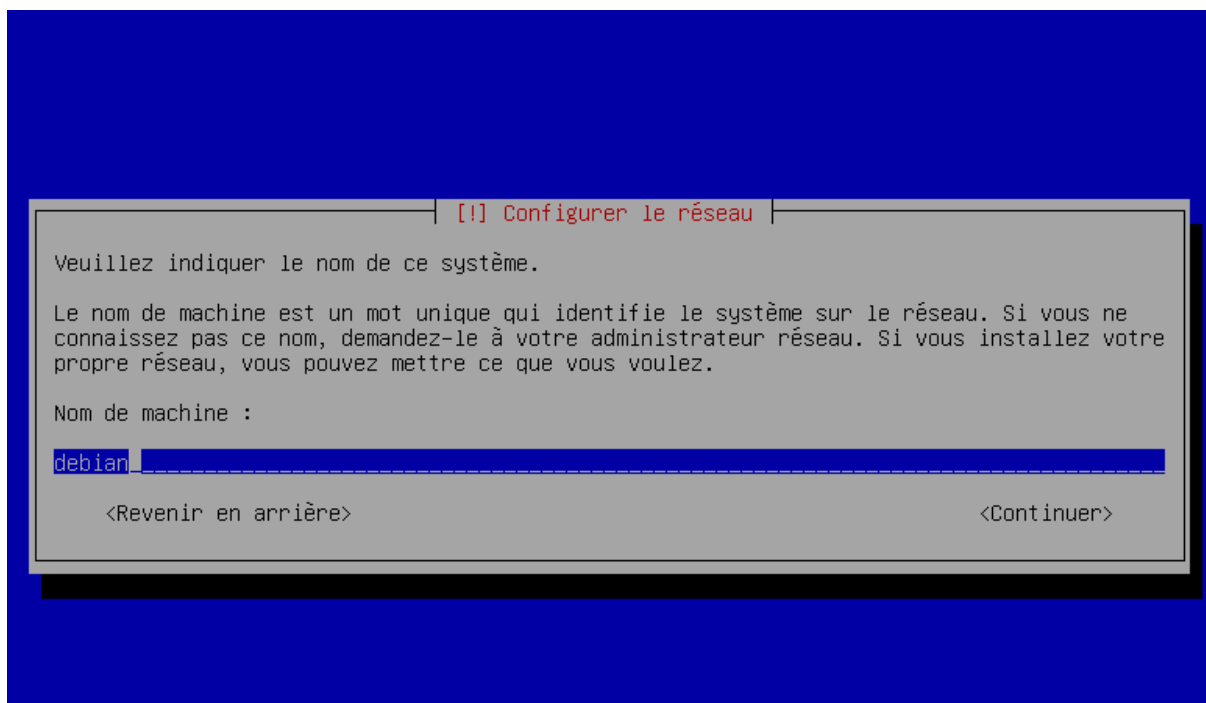 [!] Configurer le réseau
Veuillez indiquer le nom de ce système.
Le nom de machine est un mot unique qui identifie le système sur le réseau. Si vous ne
connaissez pas ce nom, demandez-le à votre administrateur réseau. Si vous installez votre
propre réseau, vous pouvez mettre ce que vous voulez.
Nom de machine :
debian
<Revenir en arrière> <Continuer>